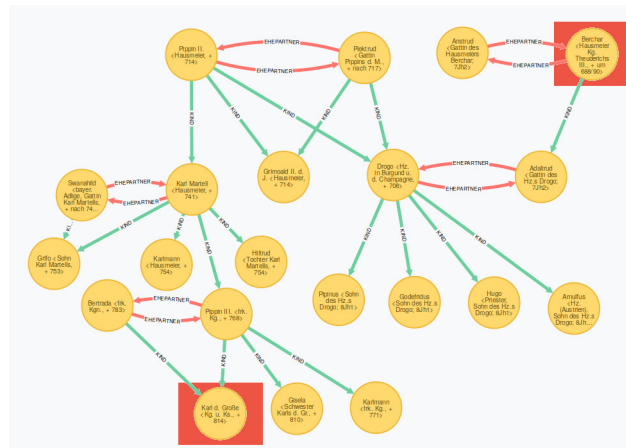 Pippin II.
<Hausmeier, +
714>
EHEPARTNER
EHEPARTNER
Plektrud
<Gattin
Pippins d. M., +
nach 717>
Anstrud
<Gattin des
Hausmeiers
Berchar;
7Jh2>
EHEPARTNER
EHEPARTNER
Berchar
<Hausmeier
Kg.
Theuderichs
III., + um
688/90>
KIND
KIND
KIND
KIND
KIND
KIND
Swanahild
<bayer.
Adlige, Gattin
Karl Martells,
+ nach 74...
EHEPARTNER
EHEPARTNER
Karl Martell
<Hausmeier, +
741>
Grimoald II. d.
J. <Hausmeier,
+ 714>
Drogo <Hz.
in Burgund u.
d. Champagne,
+ 708>
EHEPARTNER
EHEPARTNER
Adaltrud
<Gattin des
Hz.s Drogo;
7Jh2>
KI...
KIND
KIND
KIND
KIND
KIND
KIND
KIND
KIND
Grifo <Sohn
Karl Martells,
+ 753>
Karlmann
<Hausmeier, +
754>
Hiltrud
<Tochter Karl
Martells, +
754>
Bertrada <frk.
Kgn., + 783>
EHEPARTNER
EHEPARTNER
Pippin III. <frk.
Kg., + 768>
Pipinus <Sohn
des Hz.s
Drogo; 8Jh1>
Godefridus
<Sohn des Hz.s
Drogo; 8Jh1>
Hugo
<Priester,
Sohn des Hz.s
Drogo; 8Jh1>
Arnulfus
<Hz.
(Austrien),
Sohn des Hz.s
Drogo; 8Jh...
KIND
KIND
KIND
KIND
Karl d. Große
<Kg. u. Ks., +
814>
Gisela
<Schwester
Karls d. Gr., +
810>
Karlmann
<frk. Kg., +
771>